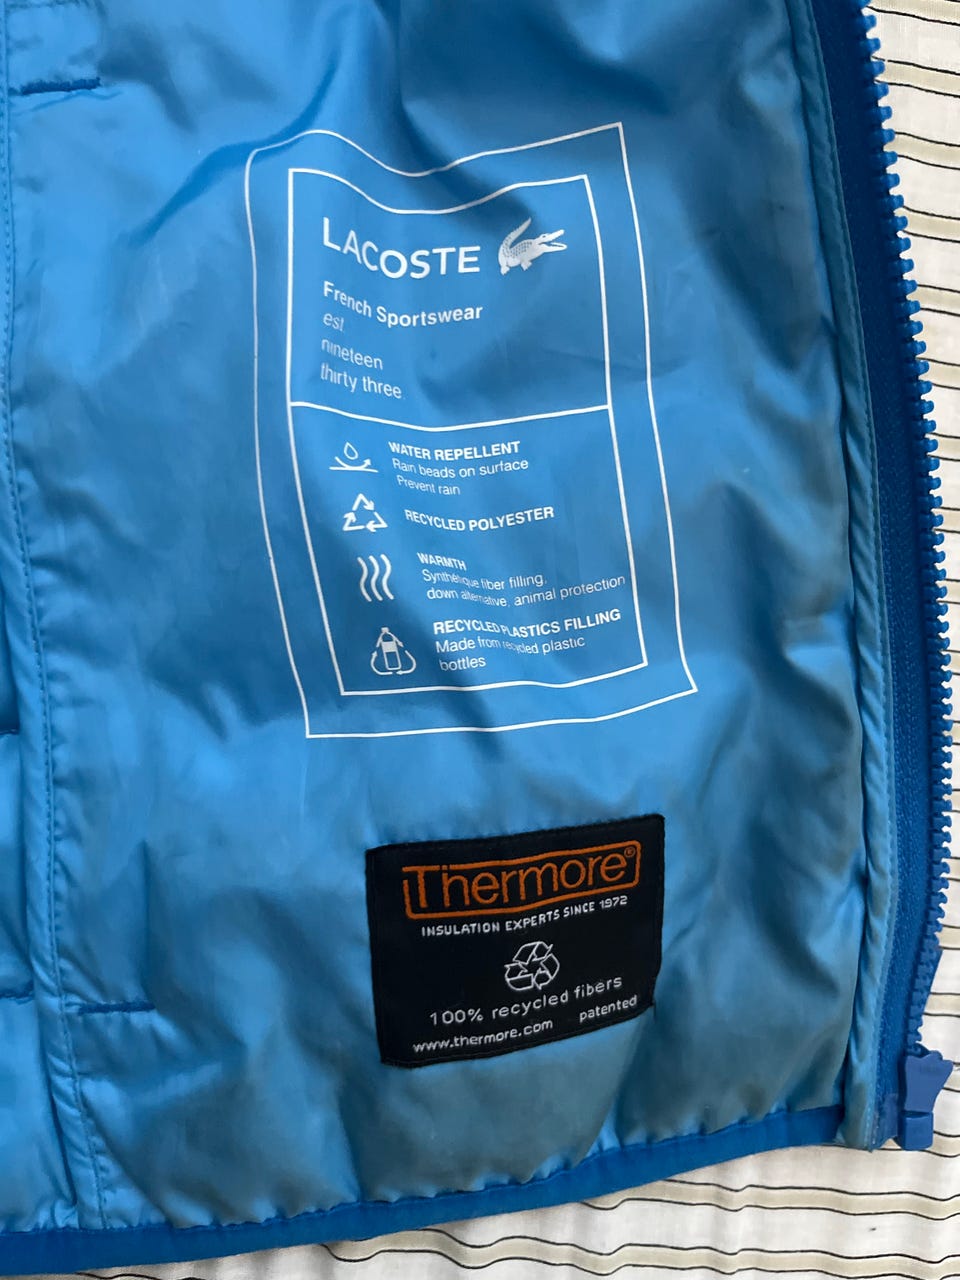 LACOSTE
French Sportswear
est
nineteen
thirty three
WATER REPELLENT
Rain beads on surface
Prevent rain
RECYCLED POLYESTER
WARMTH
Synthetique fiber filling,
down alternative, animal protection
RECYCLED PLASTICS FILLING
Made from recycled plastic
bottles
Thermore®
INSULATION EXPERTS SINCE 1972
100% recycled fibers
www.thermore.com patented